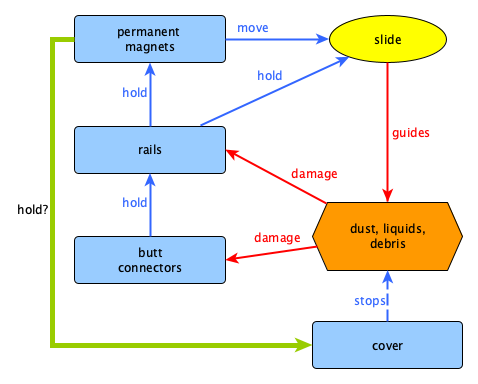 permanent
magnets
move
slide
hold
hold
guides
rails
damage
hold?
hold
dust, liquids,
debris
damage
butt
connectors
stops
cover